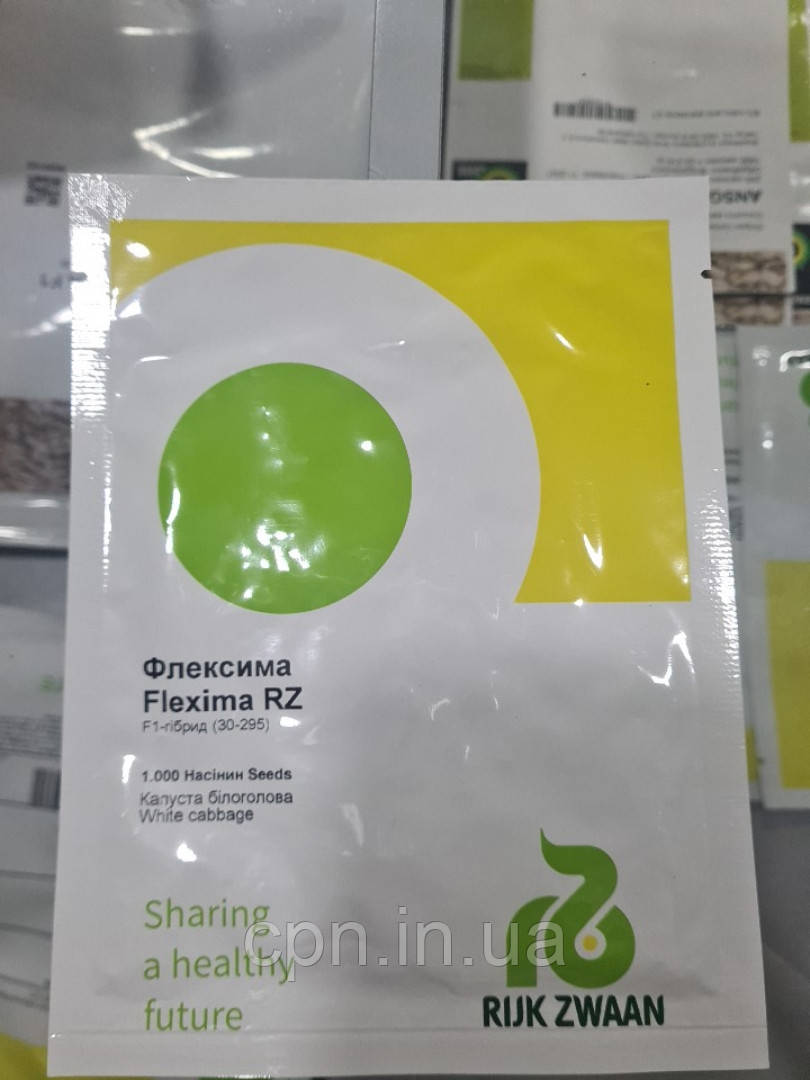 Флексима
Flexima RZ
F1-гібрид (30-295)
1.000 Насінин Seeds
Капуста білоголова
White cabbage
Sharing
a healthy
future
cpn.in.ua
RIJK ZWAAN